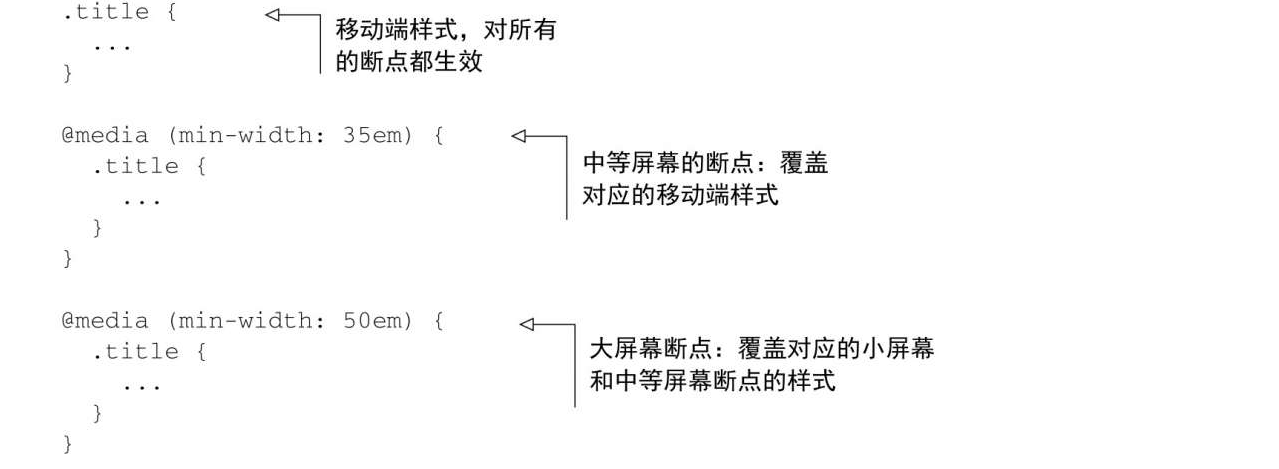 .title {
移动端样式，对所有
的断点都生效
...
}
@media (min-width: 35em) {
中等屏幕的断点：覆盖
对应的移动端样式
.title {
...
}
}
@media (min-width: 50em) {
大屏幕断点：覆盖对应的小屏幕
和中等屏幕断点的样式
.title {
...
}
}